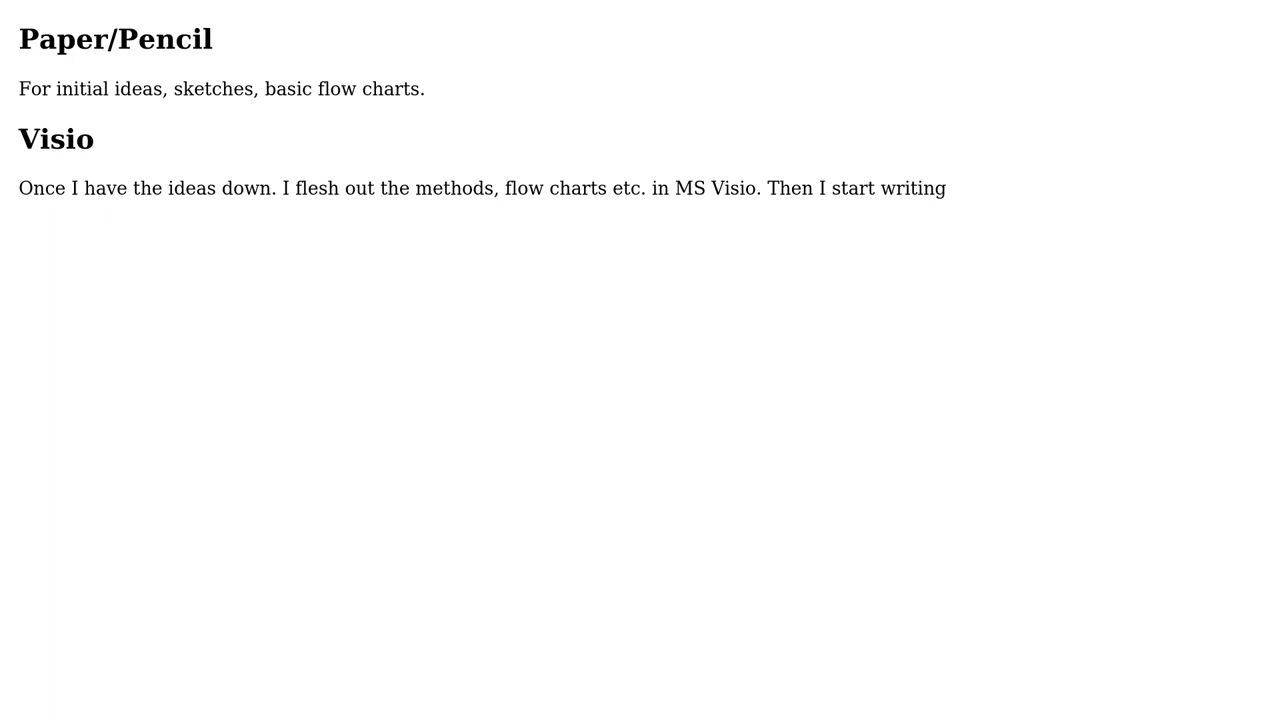 Paper/Pencil
For initial ideas, sketches, basic flow charts.
Visio
Once I have the ideas down. I flesh out the methods, flow charts etc. in MS Visio. Then I start writing